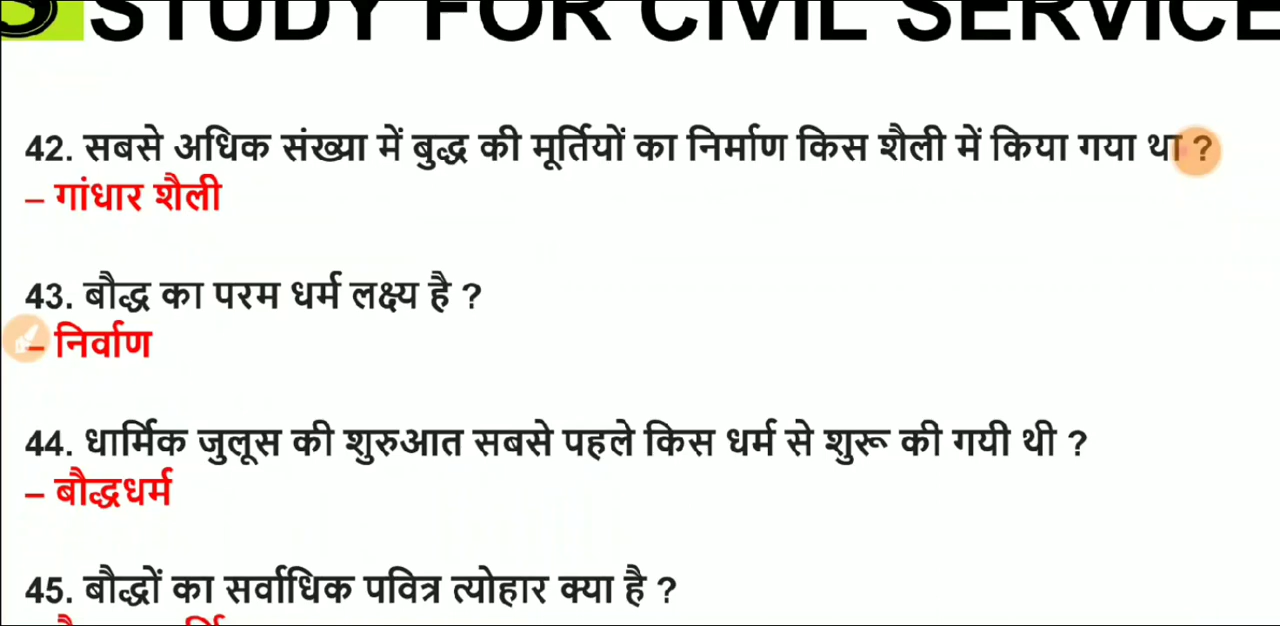 STUDY FOR CIVIL SERVICE
42. सबसे अधिक संख्या में बुद्ध की मूर्तियों का निर्माण किस शैली में किया गया था ?
– गांधार शैली
43. बौद्ध का परम धर्म लक्ष्य है ?
– निर्वाण
44. धार्मिक जुलूस की शुरुआत सबसे पहले किस धर्म से शुरू की गयी थी ?
– बौद्धधर्म
45. बौद्धों का सर्वाधिक पवित्र त्योहार क्या है ?